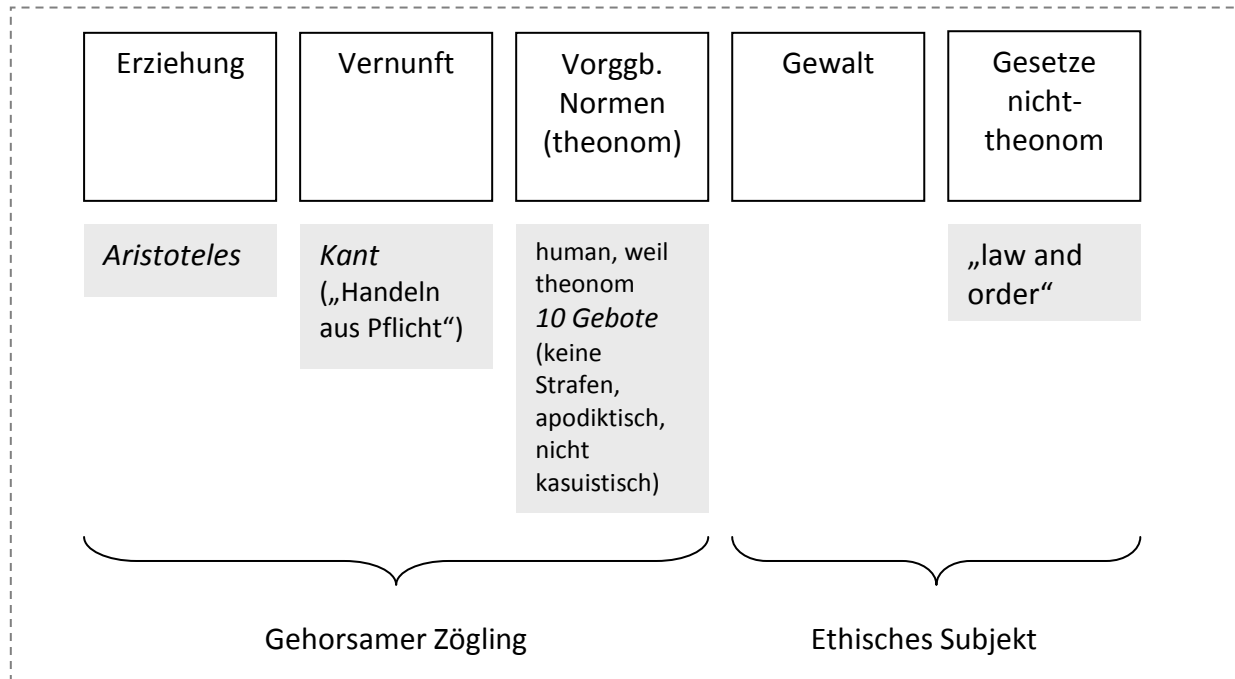 Erziehung
Vernunft
Vorggb.
Normen
(theonom)
Gewalt
Gesetze
nicht-
theonom
Aristoteles
Kant
(„Handeln
aus Pflicht“)
human, weil
theonom
10 Gebote
(keine
Strafen,
apodiktisch,
nicht
kasuistisch)
„law and
order“
Gehorsamer Zögling
Ethisches Subjekt